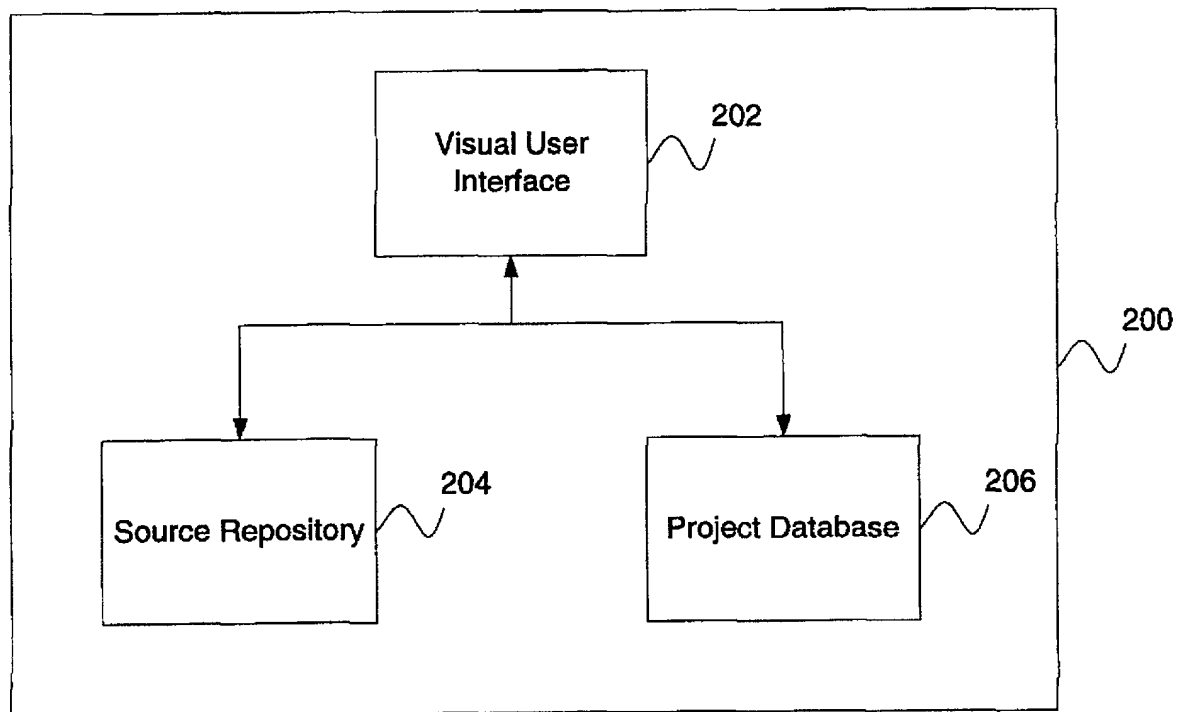 202
Visual User
Interface
200
204
206
Source Repository
Project Database